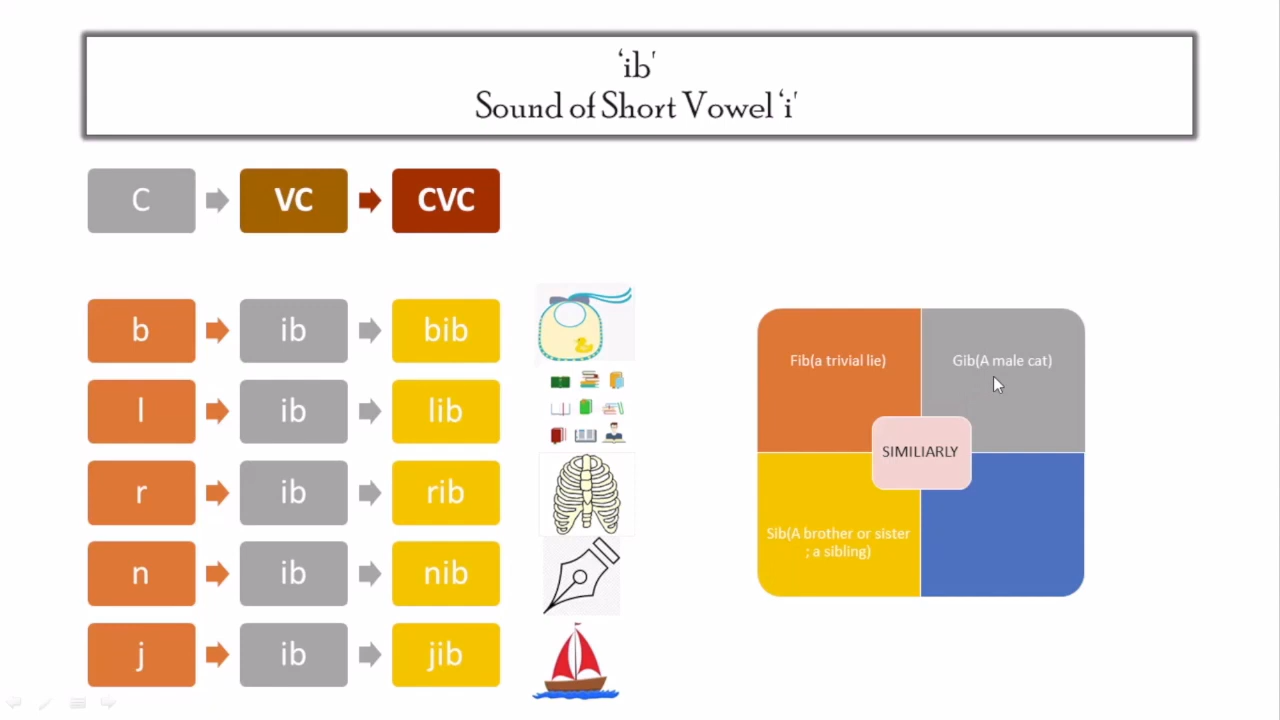 ‘ib’
Sound of Short Vowel ‘i’
C VC CVC
b ib bib
l ib lib
r ib rib
n ib nib
j ib jib
Fib(a trivial lie)
Gib(A male cat)
SIMILIARLY
Sib(A brother or sister
; a sibling)